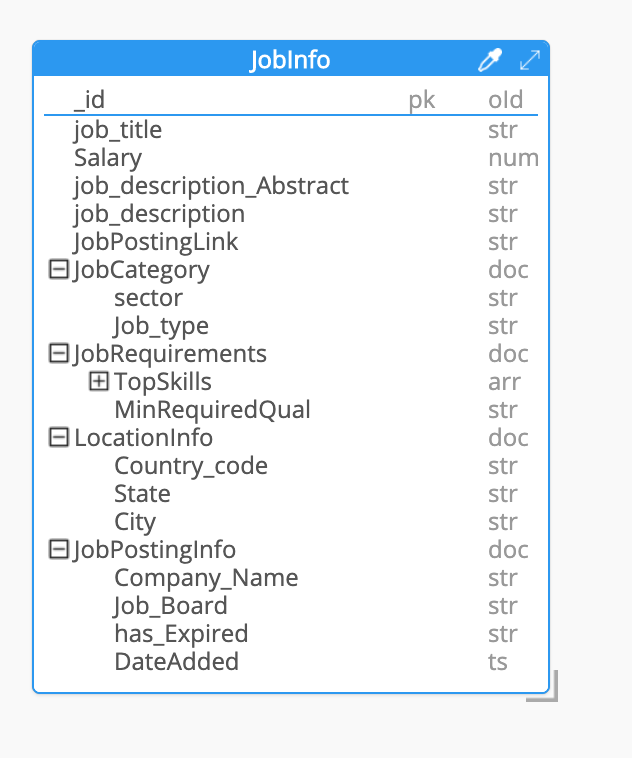 JobInfo
_id pk oId
job_title str
Salary num
job_description_Abstract str
job_description str
JobPostingLink str
JobCategory doc
sector str
Job_type str
JobRequirements doc
TopSkills arr
MinRequiredQual str
LocationInfo doc
Country_code str
State str
City str
JobPostingInfo doc
Company_Name str
Job_Board str
has_Expired str
DateAdded ts